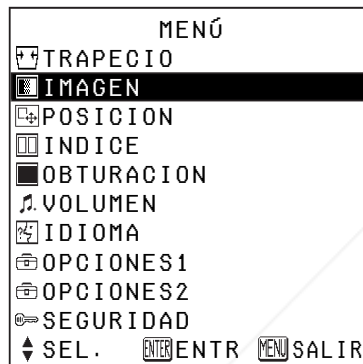 MENÚ
TRAPECIO
IMAGEN
POSICION
INDICE
OBTURACION
VOLUMEN
IDIOMA
OPCIONES1
OPCIONES2
SEGURIDAD
SEL. ENTER ENTR MENU SALIR